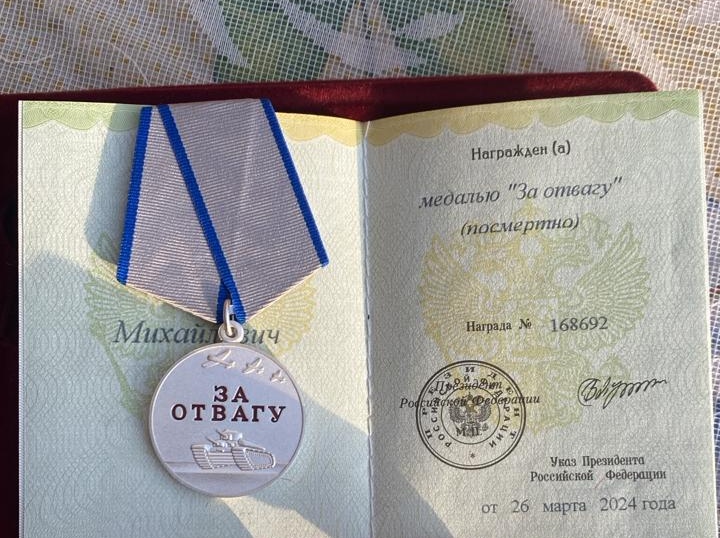 Михайлович
ЗА
ОТВАГУ
Награжден (а)
медалью "За отвагу"
(посмертно)
Награда № 168692
Президент
Российской Федерации
М.П.
Указ Президента
Российской Федерации
от 26 марта 2024 года